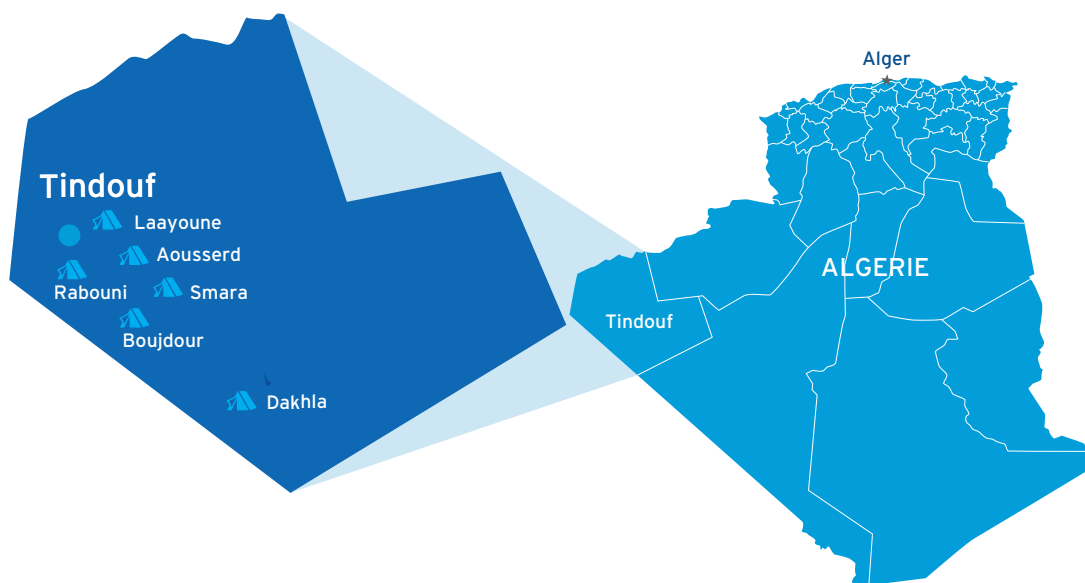 Tindouf
Laayoune
Aousserd
Rabouni
Smara
Boujdour
Dakhla
Alger
ALGERIE
Tindouf